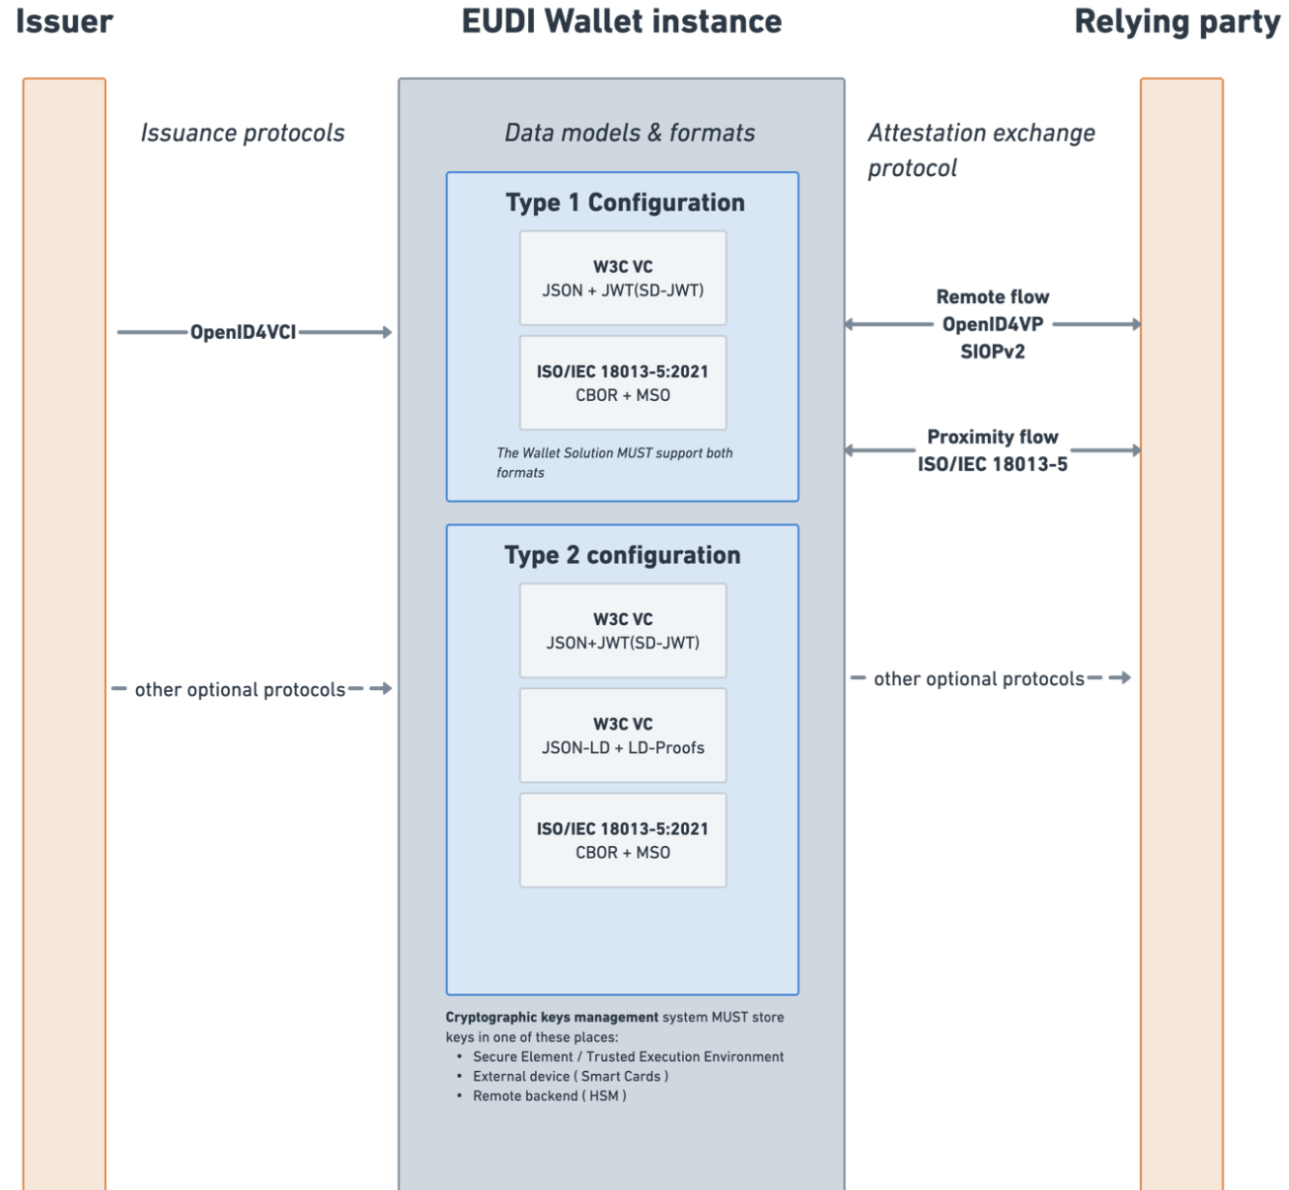 Issuer
EUDI Wallet instance
Relying party
Issuance protocols
Data models & formats
Attestation exchange
protocol
Type 1 Configuration
W3C VC
JSON + JWT(SD-JWT)
ISO/IEC 18013-5:2021
CBOR + MSO
The Wallet Solution MUST support both
formats
OpenID4VCI
Remote flow
OpenID4VP
SIOPv2
Proximity flow
ISO/IEC 18013-5
Type 2 configuration
W3C VC
JSON+JWT(SD-JWT)
W3C VC
JSON-LD + LD-Proofs
ISO/IEC 18013-5:2021
CBOR + MSO
other optional protocols
other optional protocols
Cryptographic keys management system MUST store
keys in one of these places:
• Secure Element / Trusted Execution Environment
• External device ( Smart Cards )
• Remote backend ( HSM )